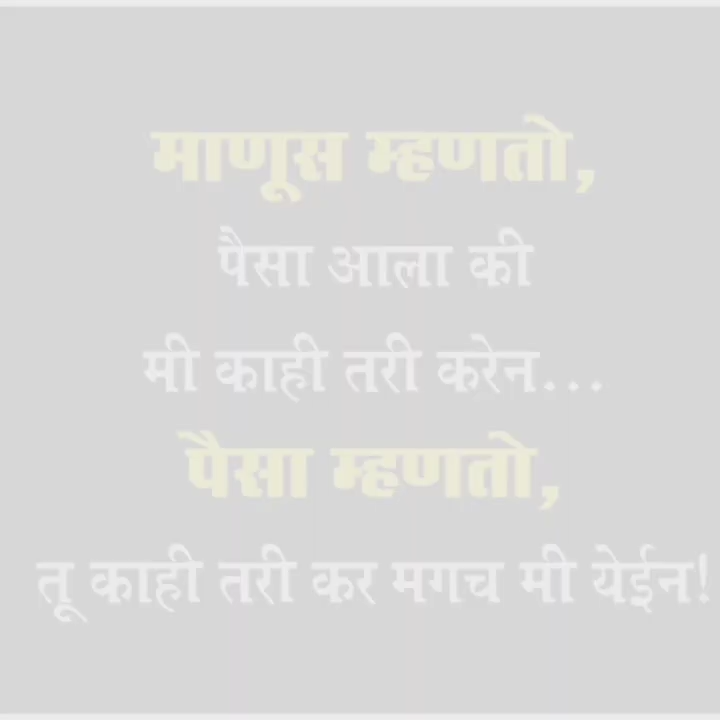 माणूस म्हणतो,
पैसा आला की
मी काही तरी करेन...
पैसा म्हणतो,
तू काही तरी कर मगच मी येईन!